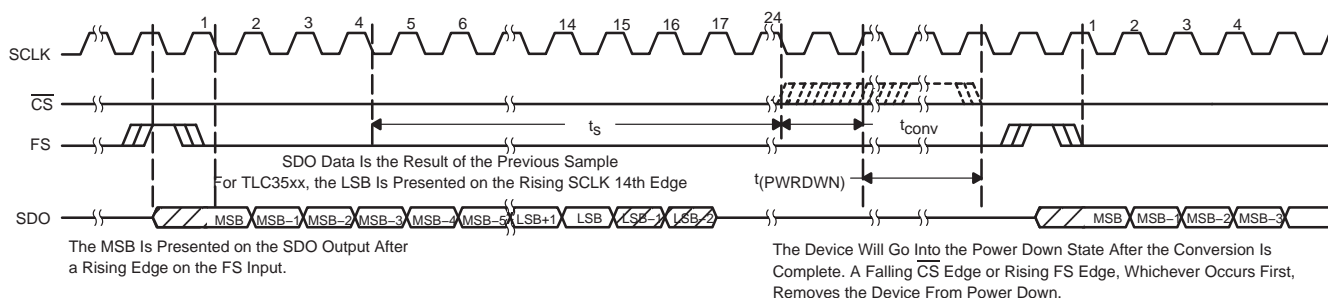 1 2 3 4 5 6 14 15 16 17 24 1 2 3 4
SCLK
CS
FS
ts
tconv
SDO Data Is the Result of the Previous Sample
For TLC35xx, the LSB Is Presented on the Rising SCLK 14th Edge
t(PWRDWN)
SDO
MSB MSB–1 MSB–2 MSB–3 MSB–4 MSB–5 LSB+1 LSB LSB–1 LSB–2 MSB MSB–1 MSB–2 MSB–3
The MSB Is Presented on the SDO Output After
a Rising Edge on the FS Input.
The Device Will Go Into the Power Down State After the Conversion Is
Complete. A Falling CS Edge or Rising FS Edge, Whichever Occurs First,
Removes the Device From Power Down.